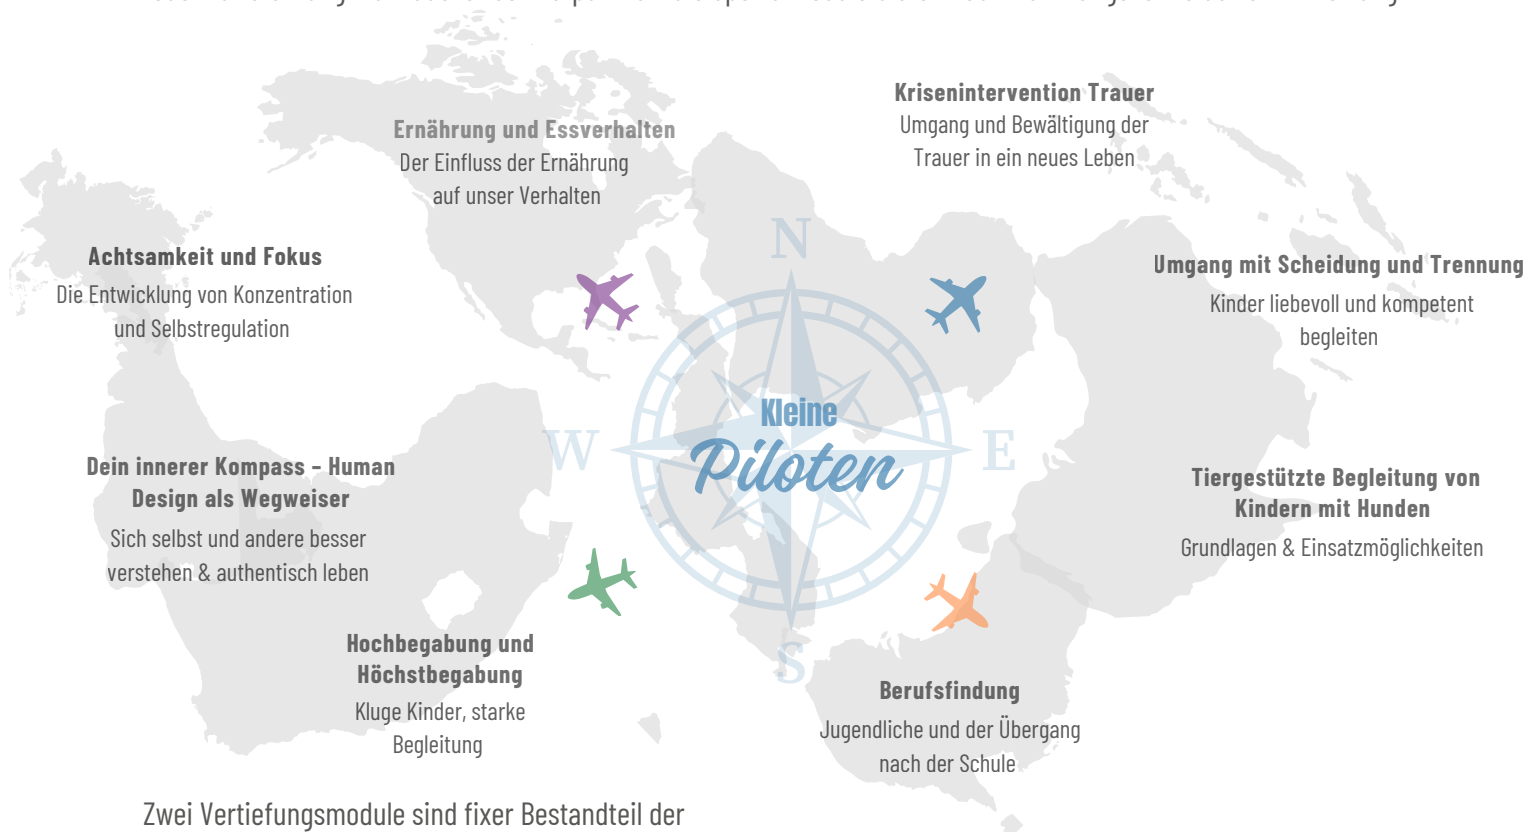 Krisenintervention Trauer
Umgang und Bewältigung der
Trauer in ein neues Leben
Ernährung und Essverhalten
Der Einfluss der Ernährung
auf unser Verhalten
Achtsamkeit und Fokus
Die Entwicklung von Konzentration
und Selbstregulation
Umgang mit Scheidung und Trennung
Kinder liebevoll und kompetent
begleiten
N
W
E
S
Kleine
Piloten
Dein innerer Kompass – Human
Design als Wegweiser
Sich selbst und andere besser
verstehen & authentisch leben
Tiergestützte Begleitung von
Kindern mit Hunden
Grundlagen & Einsatzmöglichkeiten
Hochbegabung und
Höchstbegabung
Kluge Kinder, starke
Begleitung
Berufsfindung
Jugendliche und der Übergang
nach der Schule
Zwei Vertiefungsmodule sind fixer Bestandteil der